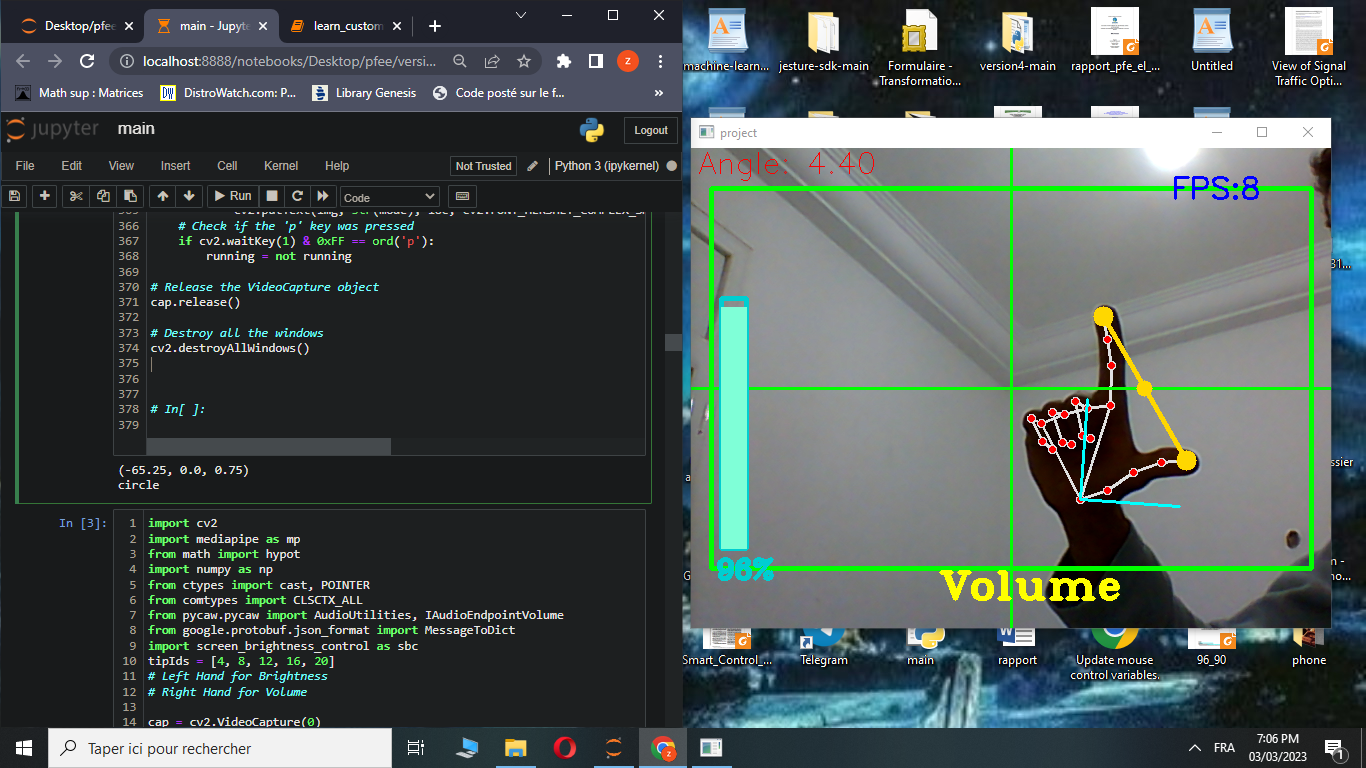 Desktop/pfee
main - Jupyte
learn_custom
localhost:8888/notebooks/Desktop/pfee/versi...
z
Math sup : Matrices
DistroWatch.com: P...
Library Genesis
Code posté sur le f...
»
jupyter
main
Logout
File
Edit
View
Insert
Cell
Kernel
Help
Not Trusted
Python 3 (ipykernel)
Run
Code
366 # Check if the 'p' key was pressed
367 if cv2.waitKey(1) & 0xFF == ord('p'):
368 running = not running
369
370 # Release the VideoCapture object
371 cap.release()
372
373 # Destroy all the windows
374 cv2.destroyAllWindows()
375
376
377
378 # In[ ]:
379
(-65.25, 0.0, 0.75)
circle
In [3]:
1 import cv2
2 import mediapipe as mp
3 from math import hypot
4 import numpy as np
5 from ctypes import cast, POINTER
6 from comtypes import CLSCTX_ALL
7 from pycaw.pycaw import AudioUtilities, IAudioEndpointVolume
8 from google.protobuf.json_format import MessageToDict
9 import screen_brightness_control as sbc
10 tipIds = [4, 8, 12, 16, 20]
11 # Left Hand for Brightness
12 # Right Hand for Volume
13
14 cap = cv2.VideoCapture(0)
machine-learn...
jesture-sdk-main
Formulaire -
Transformatio...
version4-main
rapport_pfe_el_...
Untitled
View of Signal
Traffic Opti...
project
Angle: 4.40
FPS:8
96%
Volume
Smart_Control_...
Telegram
main
rapport
Update mouse
control variables.
96_90
phone
Taper ici pour rechercher
FRA
7:06 PM
03/03/2023
1